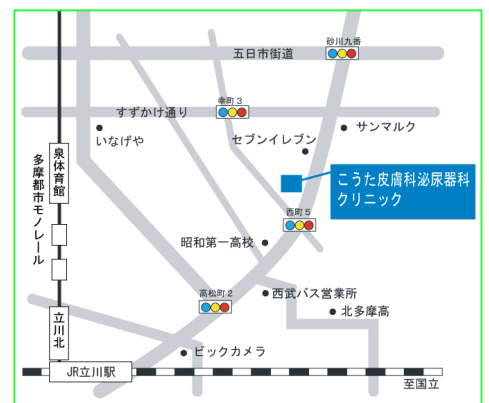 砂川九番
五日市街道
幸町3
すずかけ通り
サンマルク
いなげや
セブンイレブン
泉体育館
多摩都市モノレール
こうた皮膚科泌尿器科
クリニック
西町5
昭和第一高校
高松町2
西武バス営業所
北多摩高
立川北
ビックカメラ
JR立川駅
至国立